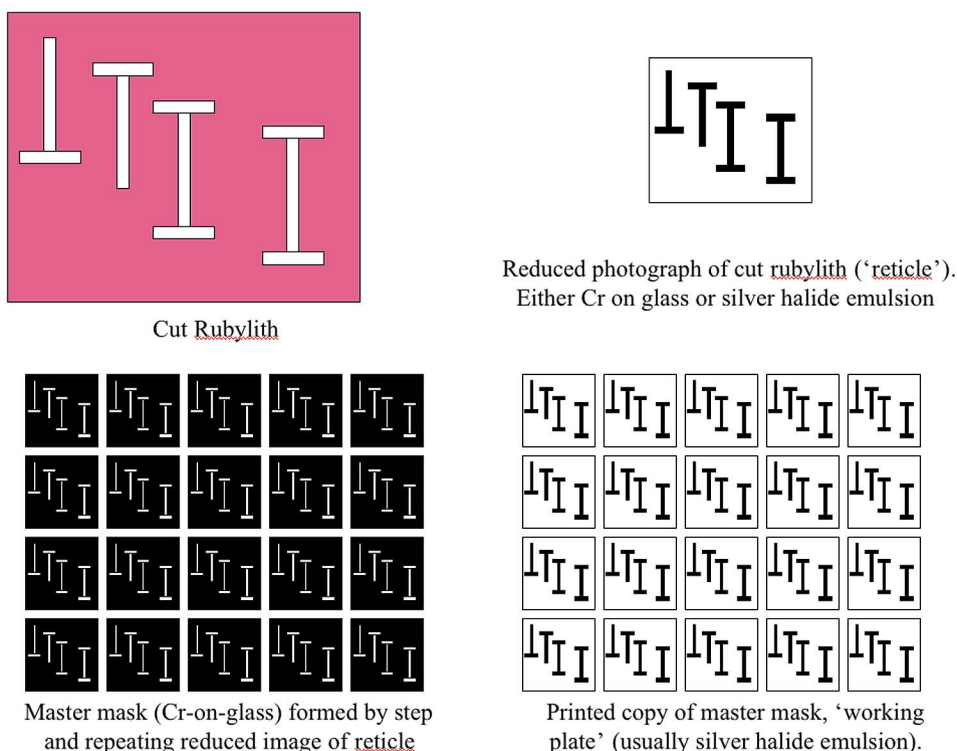 Cut Rubylith
Reduced photograph of cut rubylith (‘reticle’).
Either Cr on glass or silver halide emulsion
Master mask (Cr-on-glass) formed by step
and repeating reduced image of reticle
Printed copy of master mask, ‘working
plate’ (usually silver halide emulsion).